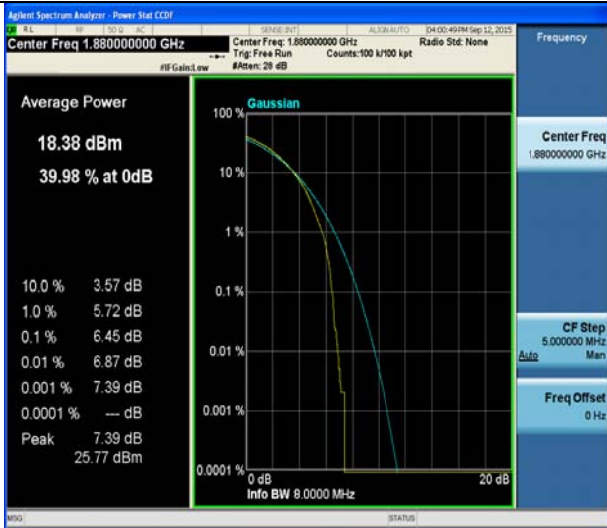 Agilent Spectrum Analyzer - Power Stat CCDF
RL RF 50 Ω AC SENSE:INT ALIGN AUTO 04:00:49 PM Sep 12, 2015
Center Freq 1.880000000 GHz
Center Freq: 1.880000000 GHz Radio Std: None
Trig: Free Run Counts:100 k/100 kpt
#IFGain:Low #Atten: 28 dB
Frequency
Average Power
18.38 dBm
39.98 % at 0dB
10.0 % 3.57 dB
1.0 % 5.72 dB
0.1 % 6.45 dB
0.01 % 6.87 dB
0.001 % 7.39 dB
0.0001 % --- dB
Peak 7.39 dB
25.77 dBm
Gaussian
100 %
10 %
1 %
0.1 %
0.01 %
0.001 %
0.0001 %
0 dB 20 dB
Info BW 8.0000 MHz
Center Freq
1.880000000 GHz
CF Step
5.000000 MHz
Auto Man
Freq Offset
0 Hz
MSG STATUS